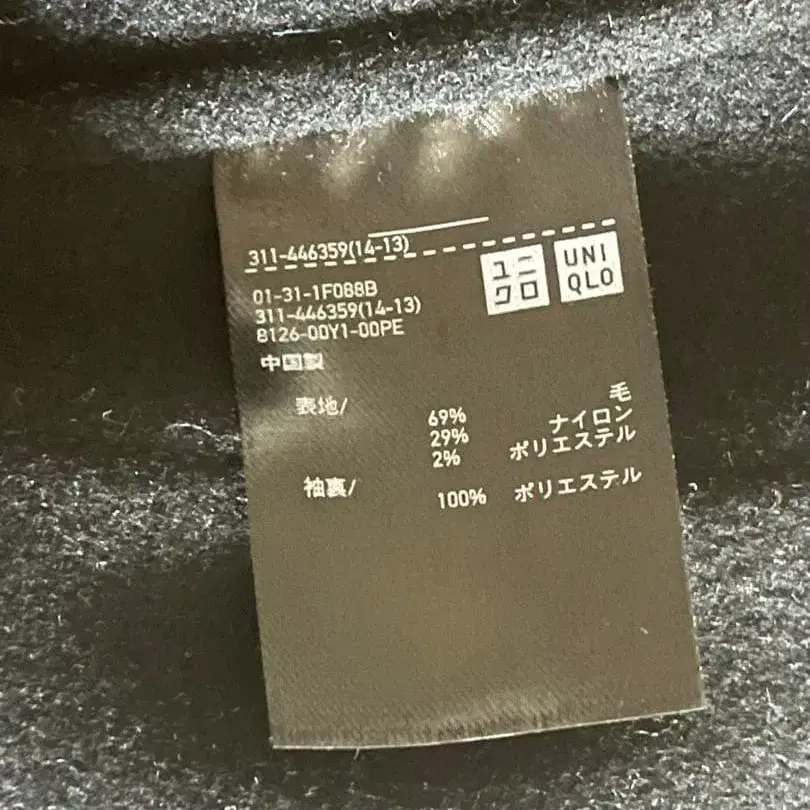 311-446359(14-13)
ユニクロ
UNIQLO
01-31-1F088B
311-446359(14-13)
8126-00Y1-00PE
中国製
表地/
69% 毛
29% ナイロン
2% ポリエステル
袖裏/
100% ポリエステル